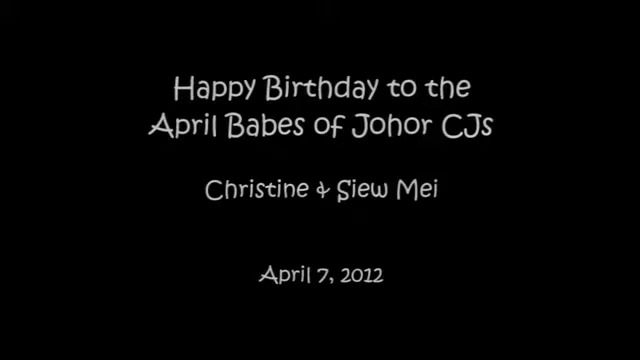 Happy Birthday to the
April Babes of Johor CJs
Christine & Siew Mei
April 7, 2012